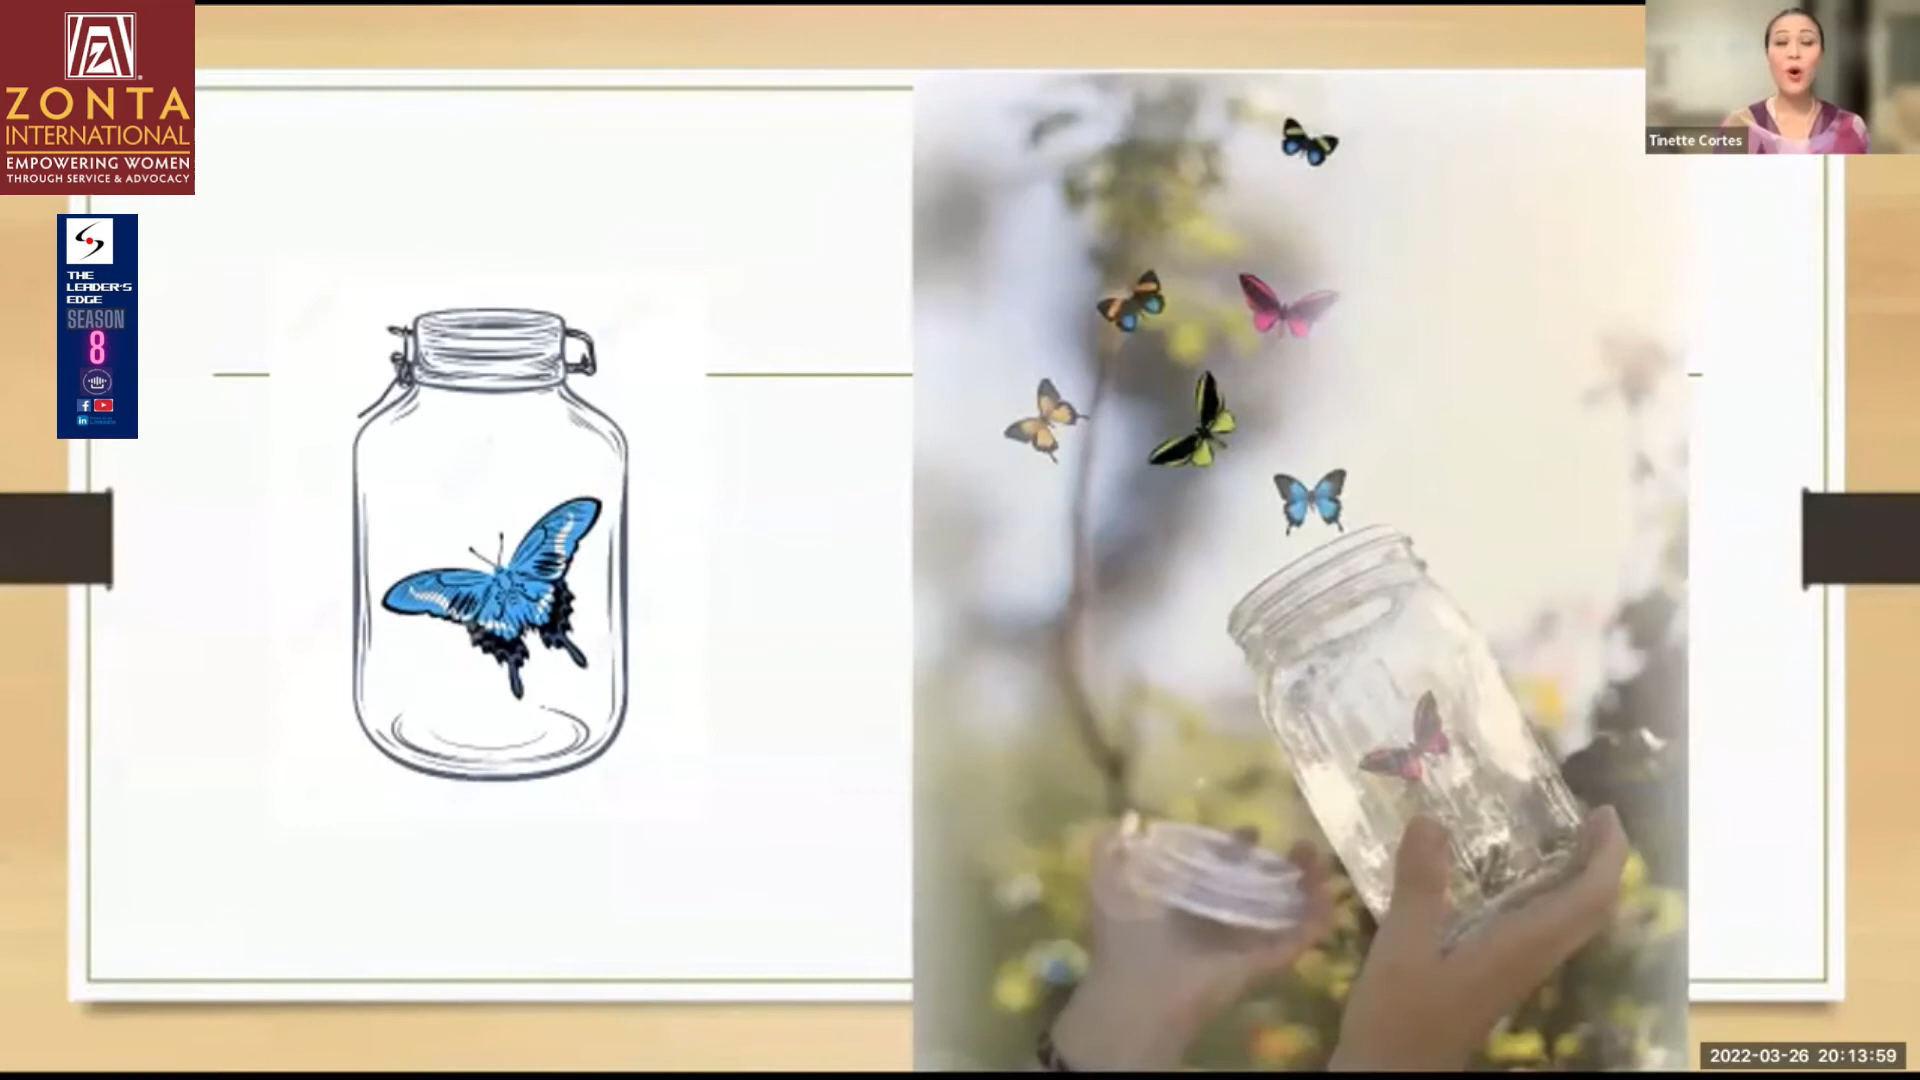 ZONTA
INTERNATIONAL
EMPOWERING WOMEN
THROUGH SERVICE & ADVOCACY
THE
LEADER'S
EDGE
SEASON
8
Tinette Cortes
2022-03-26 20:13:59